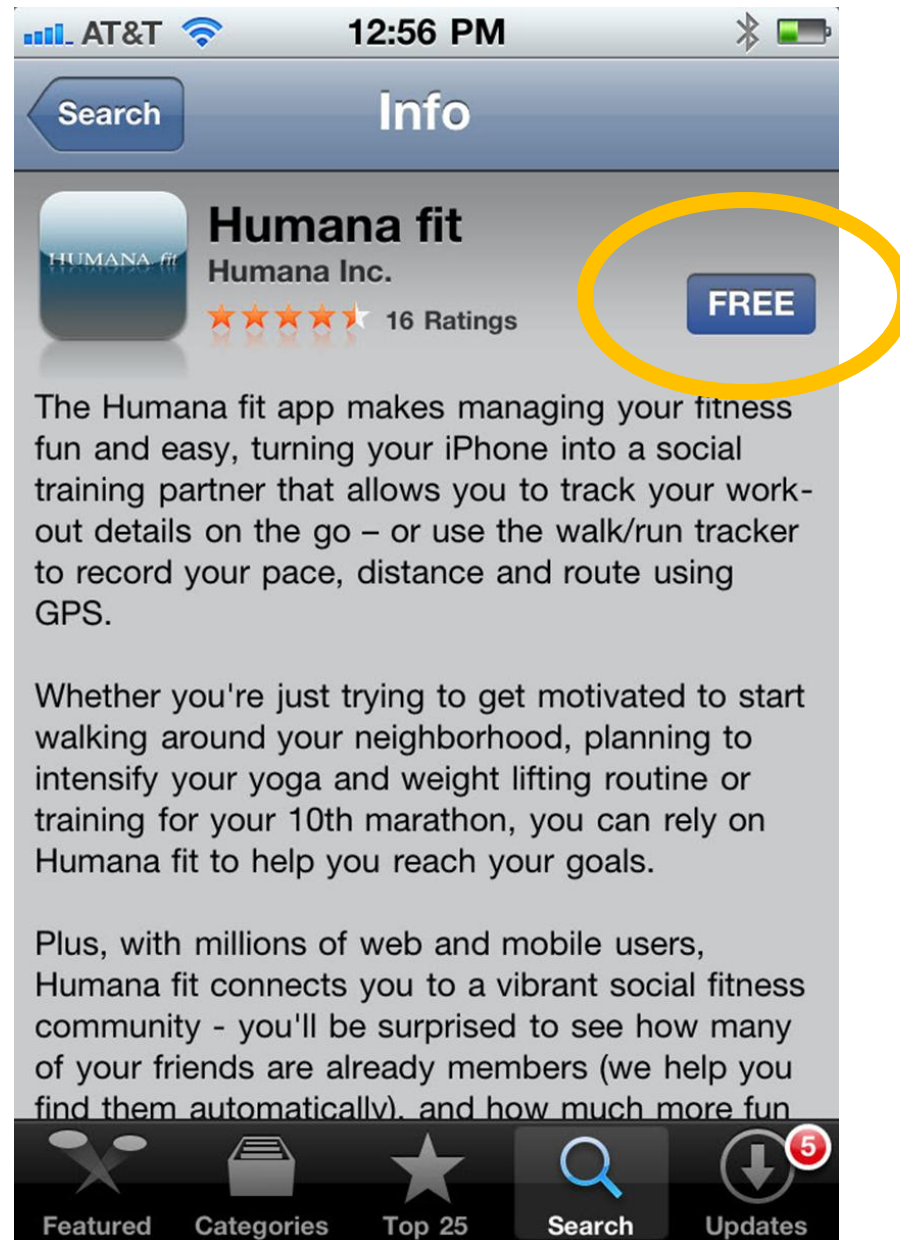 AT&T 12:56 PM
Search Info
HUMANA fit
Humana fit
Humana Inc.
16 Ratings
FREE
The Humana fit app makes managing your fitness
fun and easy, turning your iPhone into a social
training partner that allows you to track your work-
out details on the go – or use the walk/run tracker
to record your pace, distance and route using
GPS.
Whether you're just trying to get motivated to start
walking around your neighborhood, planning to
intensify your yoga and weight lifting routine or
training for your 10th marathon, you can rely on
Humana fit to help you reach your goals.
Plus, with millions of web and mobile users,
Humana fit connects you to a vibrant social fitness
community - you'll be surprised to see how many
of your friends are already members (we help you
find them automatically), and how much more fun
5
Featured Categories Top 25 Search Updates